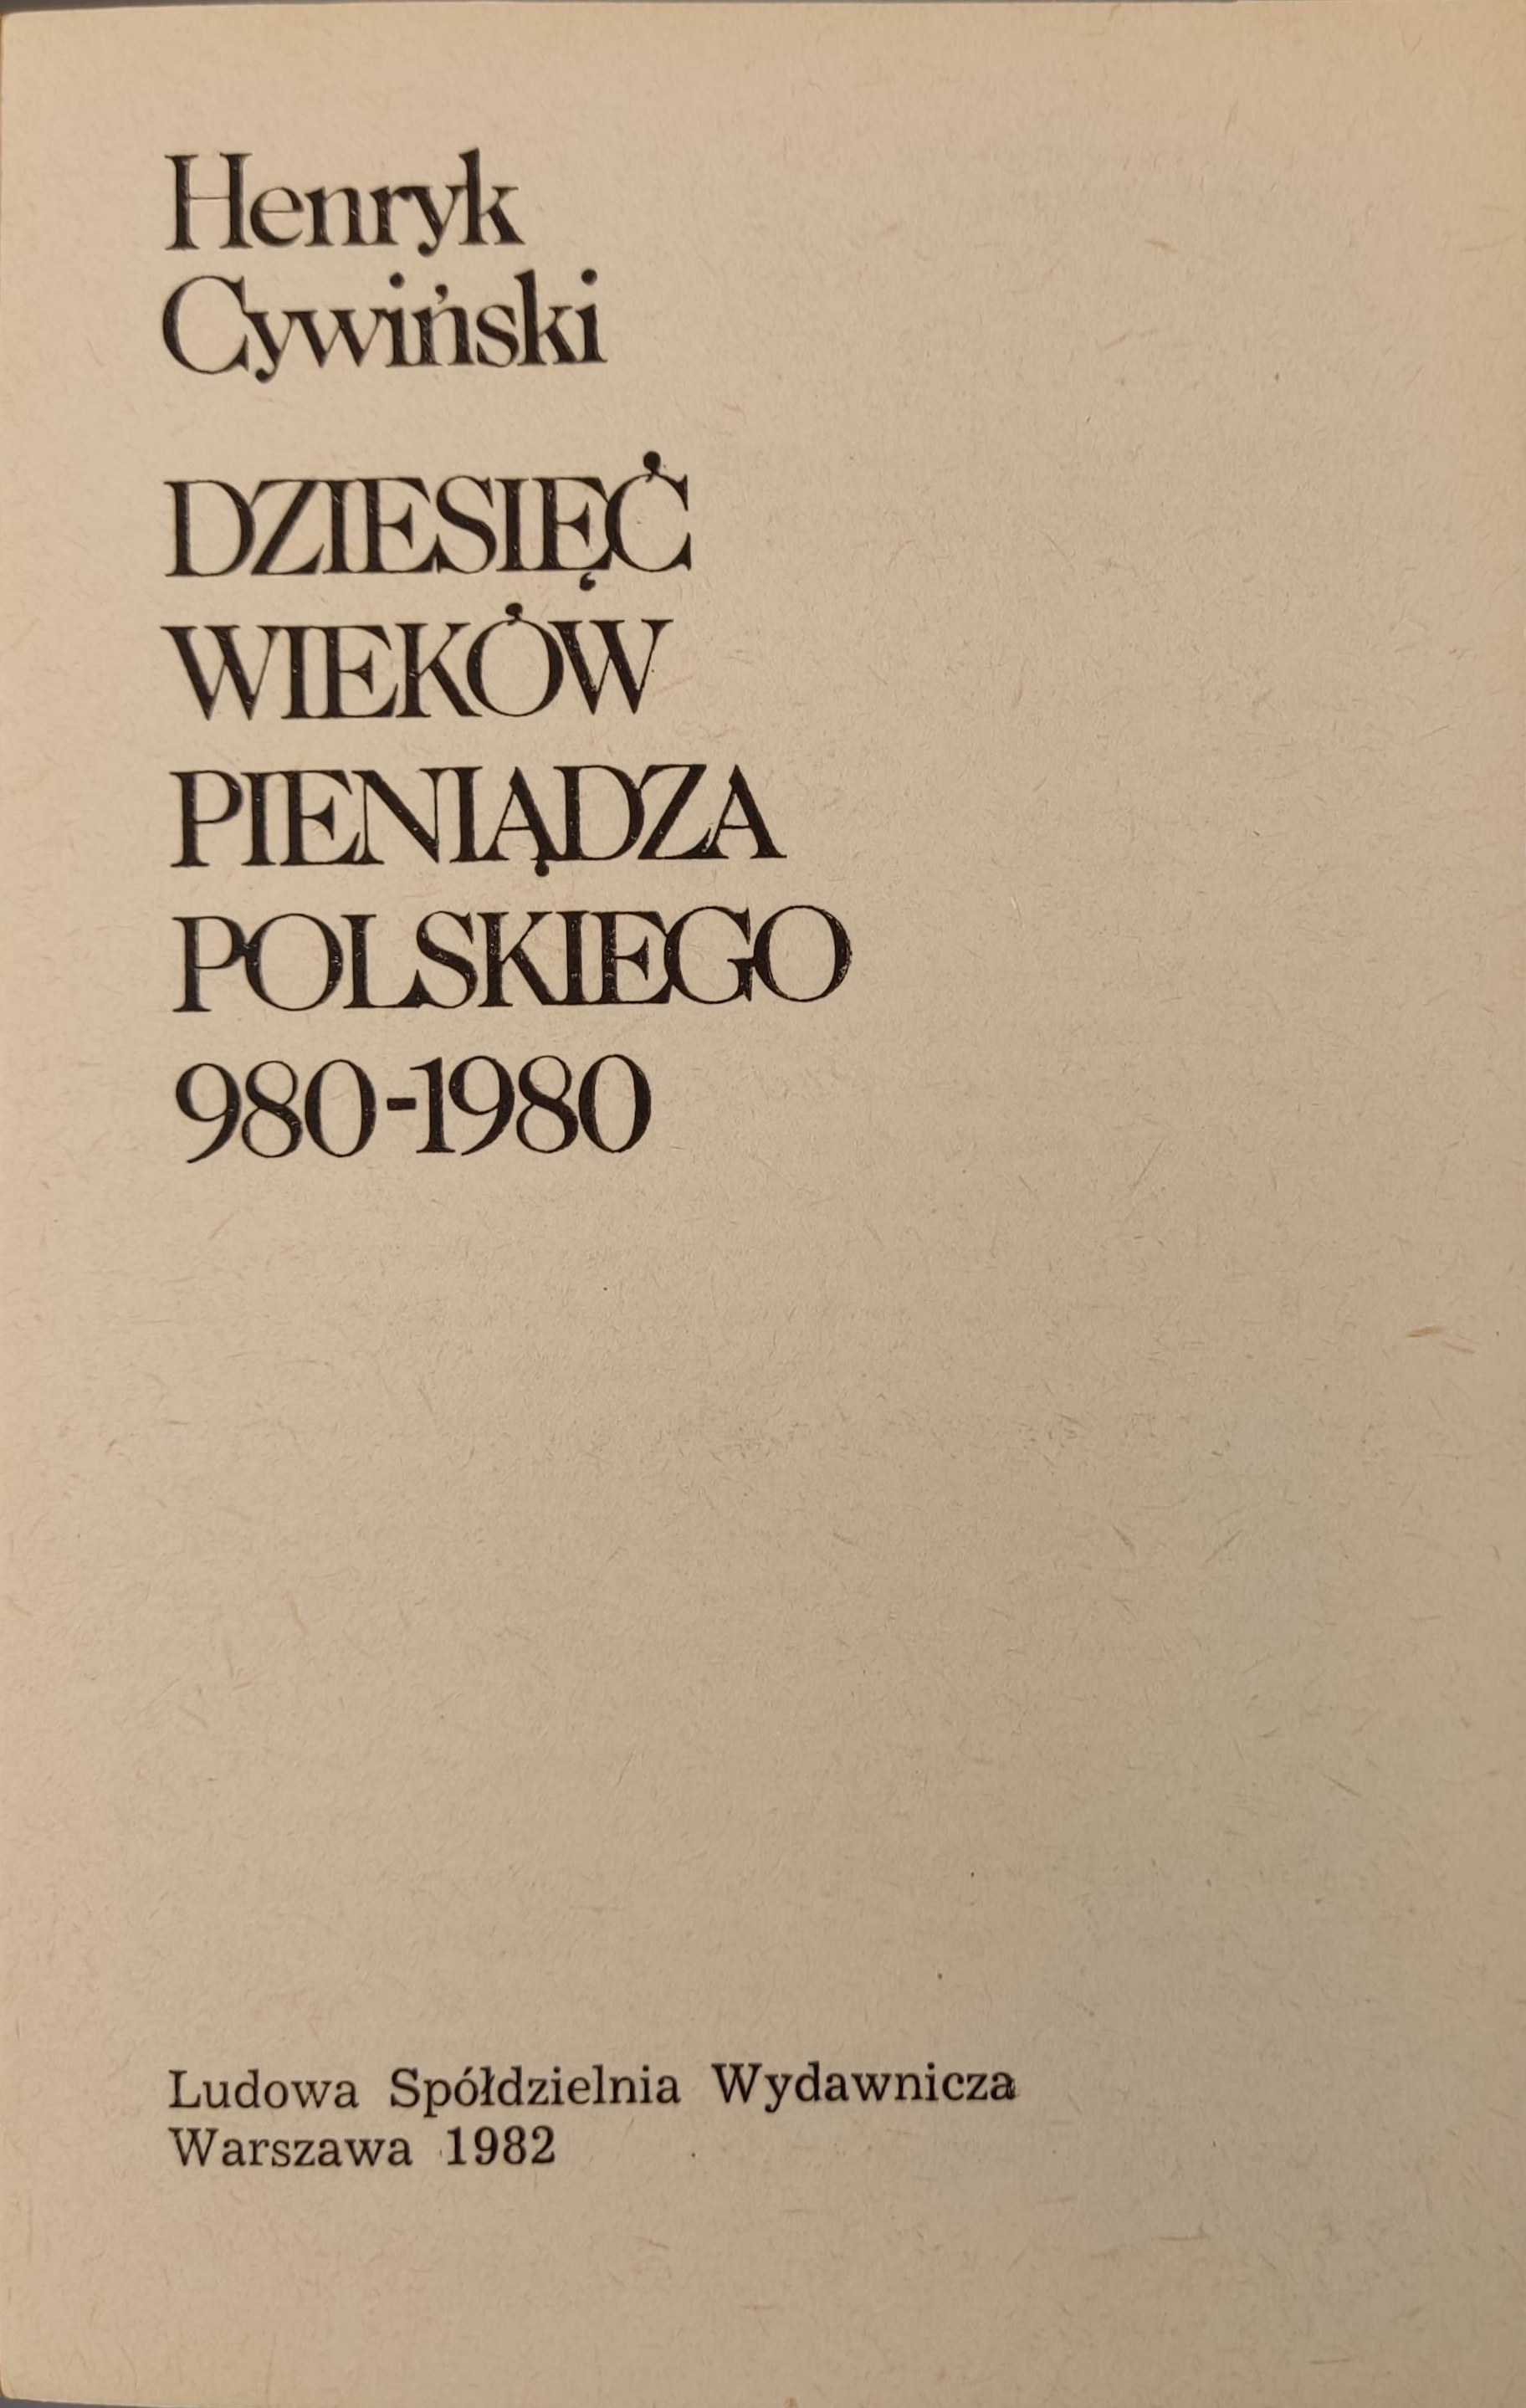 Henryk
Cywiński
DZIESIĘĆ
WIEKÓW
PIENIĄDZA
POLSKIEGO
980-1980
Ludowa Spółdzielnia Wydawnicza
Warszawa 1982